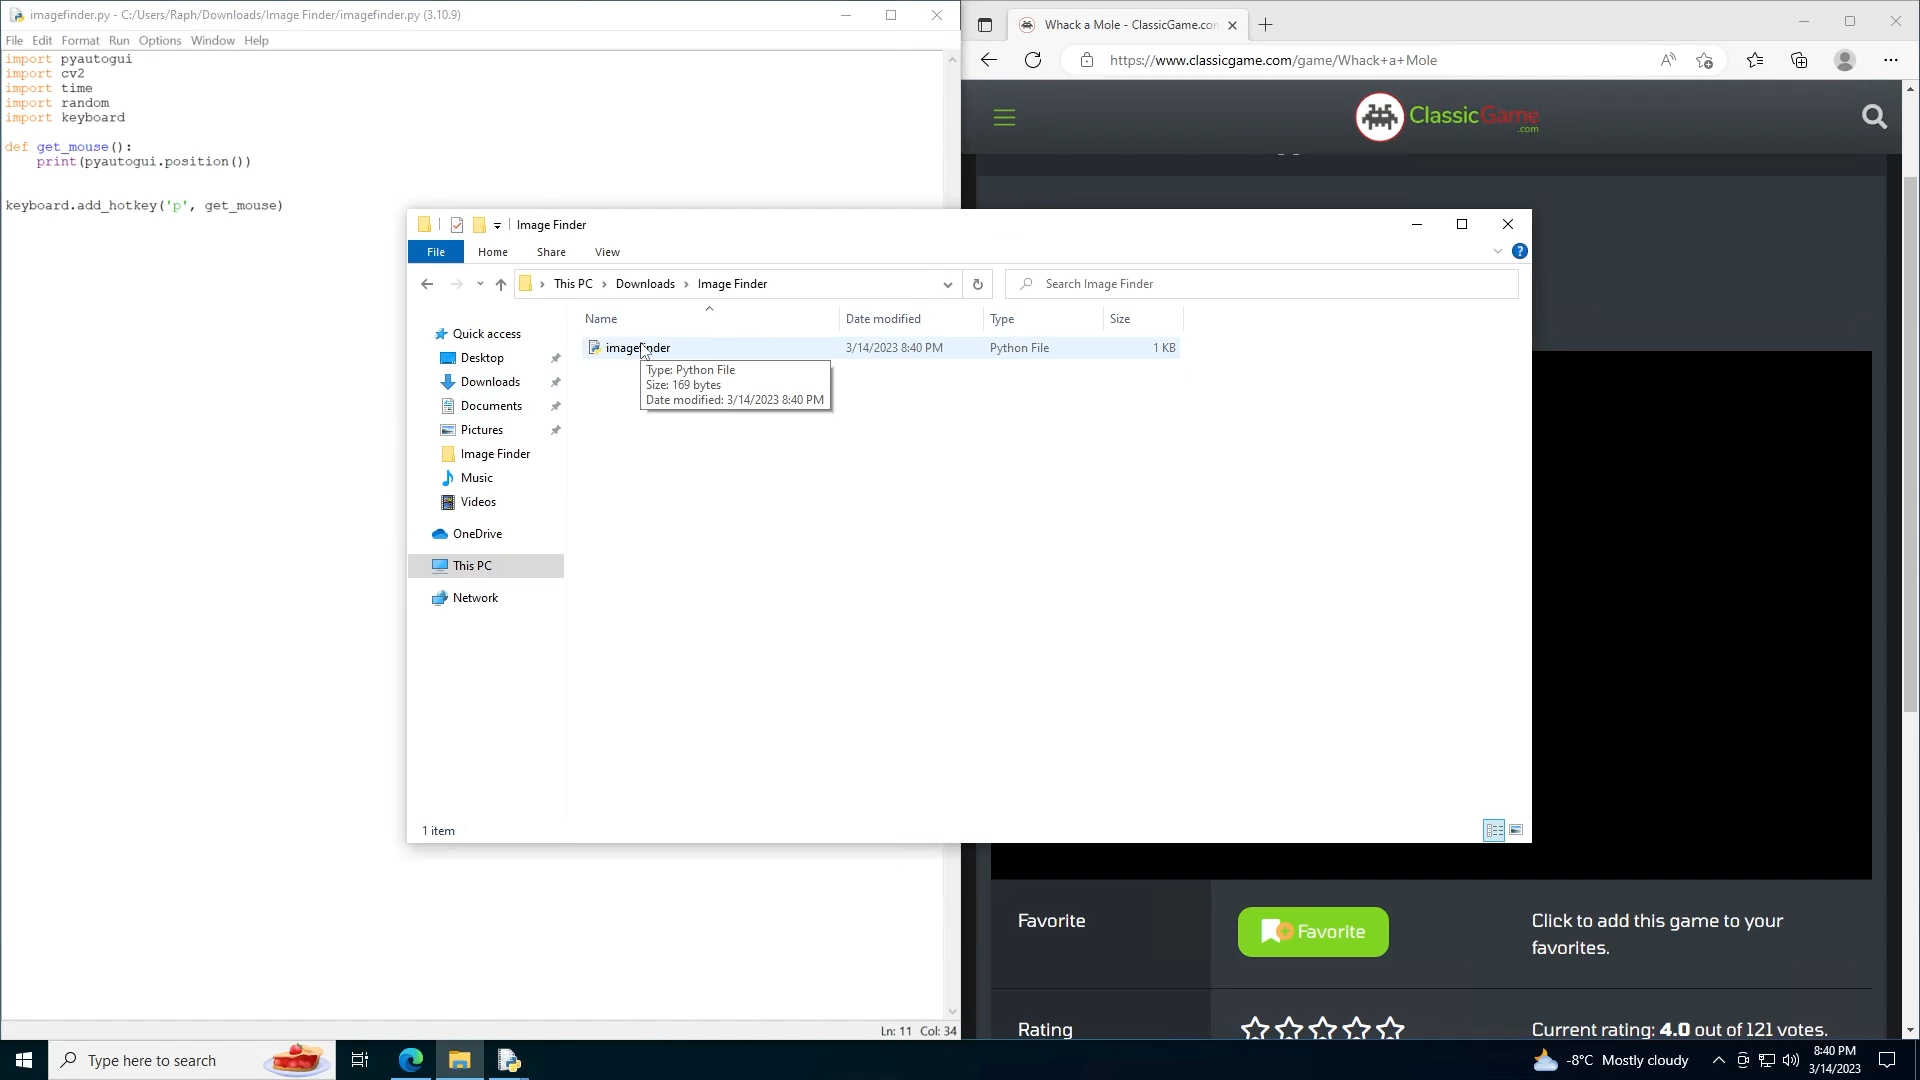 imagefinder.py - C:/Users/Raph/Downloads/Image Finder/imagefinder.py (3.10.9)
File Edit Format Run Options Window Help
import pyautogui
import cv2
import time
import random
import keyboard
def get_mouse():
    print(pyautogui.position())
keyboard.add_hotkey('p', get_mouse)
Ln: 11 Col: 34
Whack a Mole - ClassicGame.con
https://www.classicgame.com/game/Whack+a+Mole
ClassicGame
.com
Image Finder
File Home Share View
This PC Downloads Image Finder
Search Image Finder
Name Date modified Type Size
imagefinder 3/14/2023 8:40 PM Python File 1 KB
Type: Python File
Size: 169 bytes
Date modified: 3/14/2023 8:40 PM
Quick access
Desktop
Downloads
Documents
Pictures
Image Finder
Music
Videos
OneDrive
This PC
Network
1 item
Favorite
Favorite
Click to add this game to your
favorites.
Rating
Current rating: 4.0 out of 121 votes.
Type here to search
-8°C Mostly cloudy
8:40 PM
3/14/2023